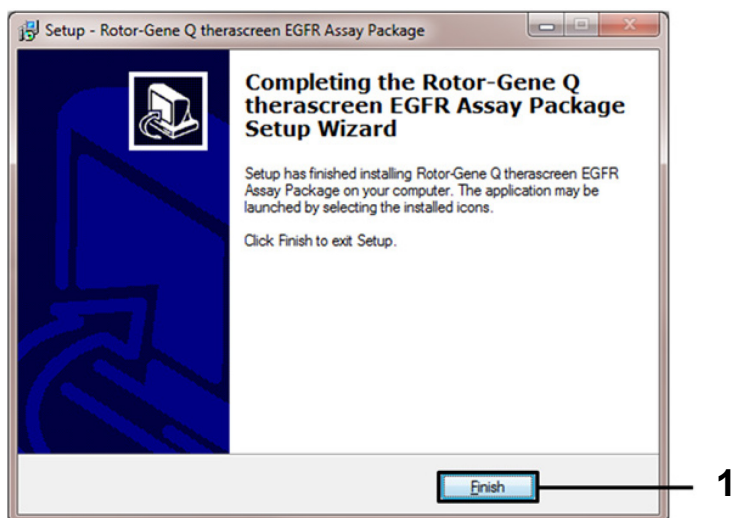 Setup - Rotor-Gene Q therascreen EGFR Assay Package
Completing the Rotor-Gene Q
therascreen EGFR Assay Package
Setup Wizard
Setup has finished installing Rotor-Gene Q therascreen EGFR
Assay Package on your computer. The application may be
launched by selecting the installed icons.
Click Finish to exit Setup.
Finish
1